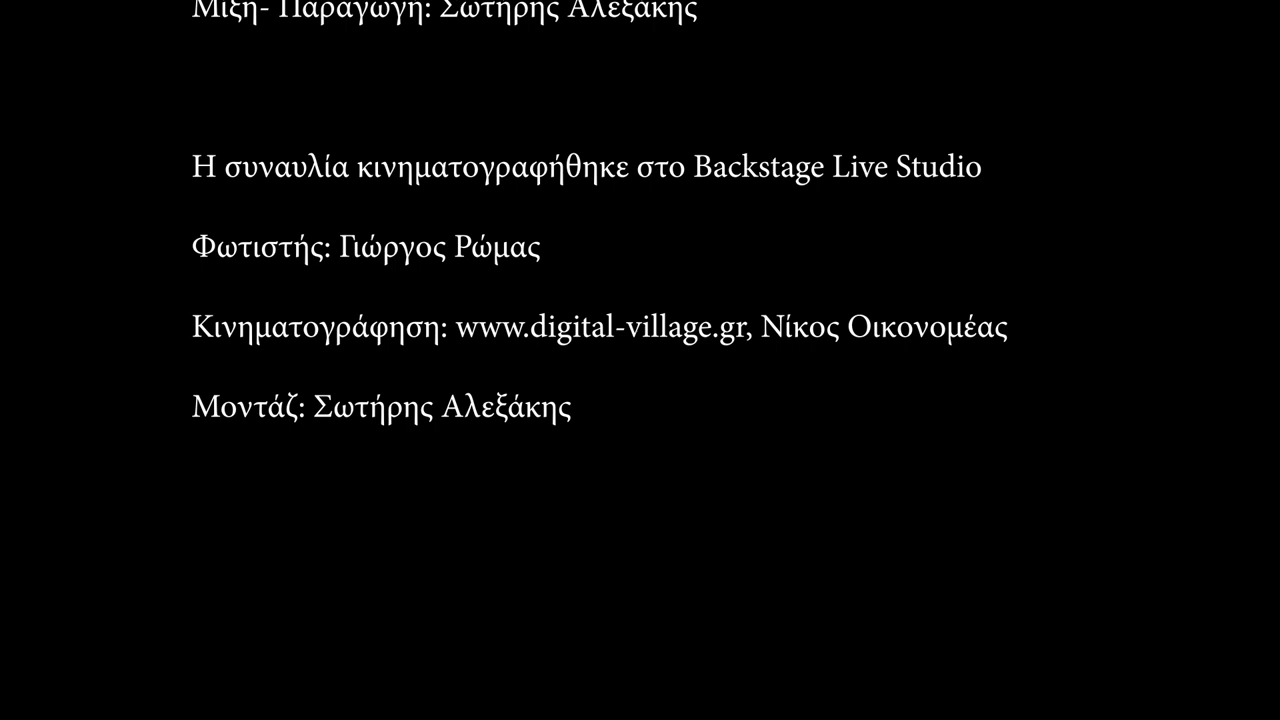 Μιξη- Παραγωγή: Σωτήρης Αλεξάκης
Η συναυλία κινηματογραφήθηκε στο Backstage Live Studio
Φωτιστής: Γιώργος Ρώμας
Κινηματογράφηση: www.digital-village.gr, Νίκος Οικονομέας
Μοντάζ: Σωτήρης Αλεξάκης